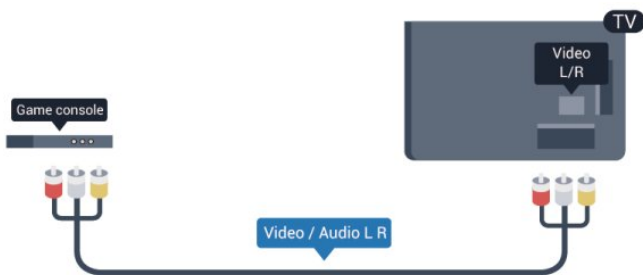 TV
Video
L/R
Game console
Video / Audio L R